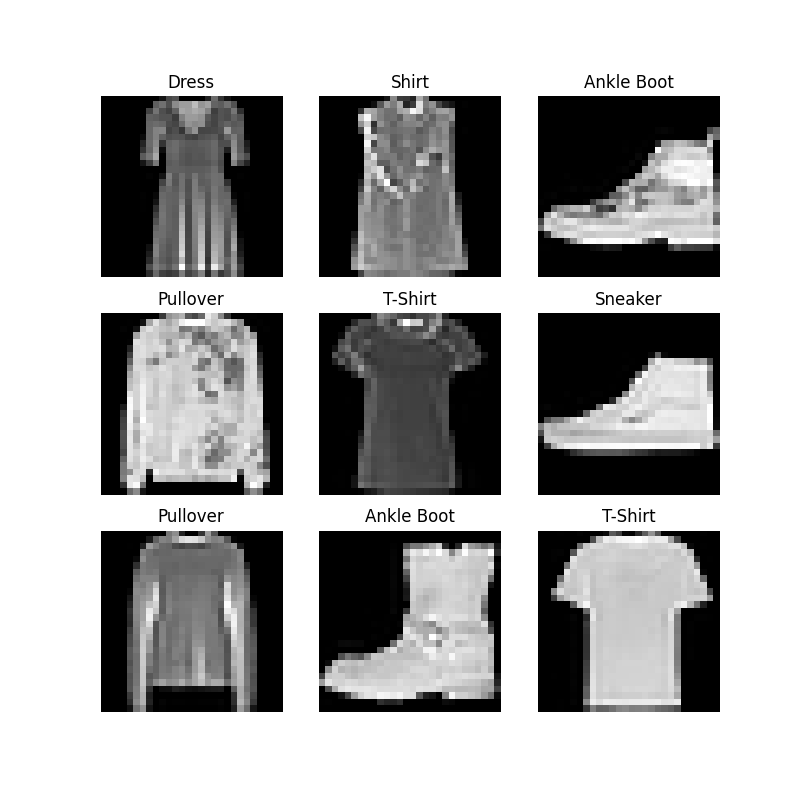 Dress
Shirt
Ankle Boot
Pullover
T-Shirt
Sneaker
Pullover
Ankle Boot
T-Shirt